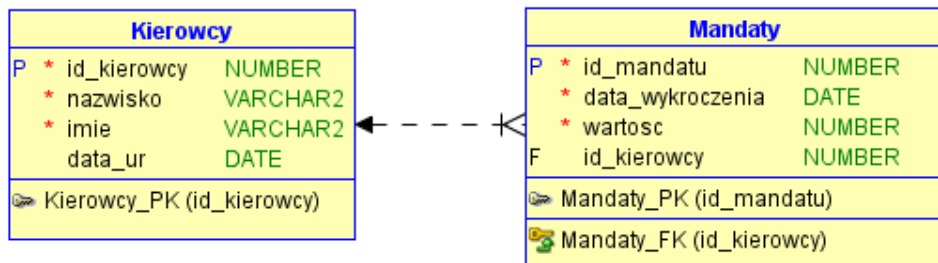 Kierowcy
P * id_kierowcy NUMBER
* nazwisko VARCHAR2
* imie VARCHAR2
data_ur DATE
Kierowcy_PK (id_kierowcy)
Mandaty
P * id_mandatu NUMBER
* data_wykroczenia DATE
* wartosc NUMBER
F id_kierowcy NUMBER
Mandaty_PK (id_mandatu)
Mandaty_FK (id_kierowcy)